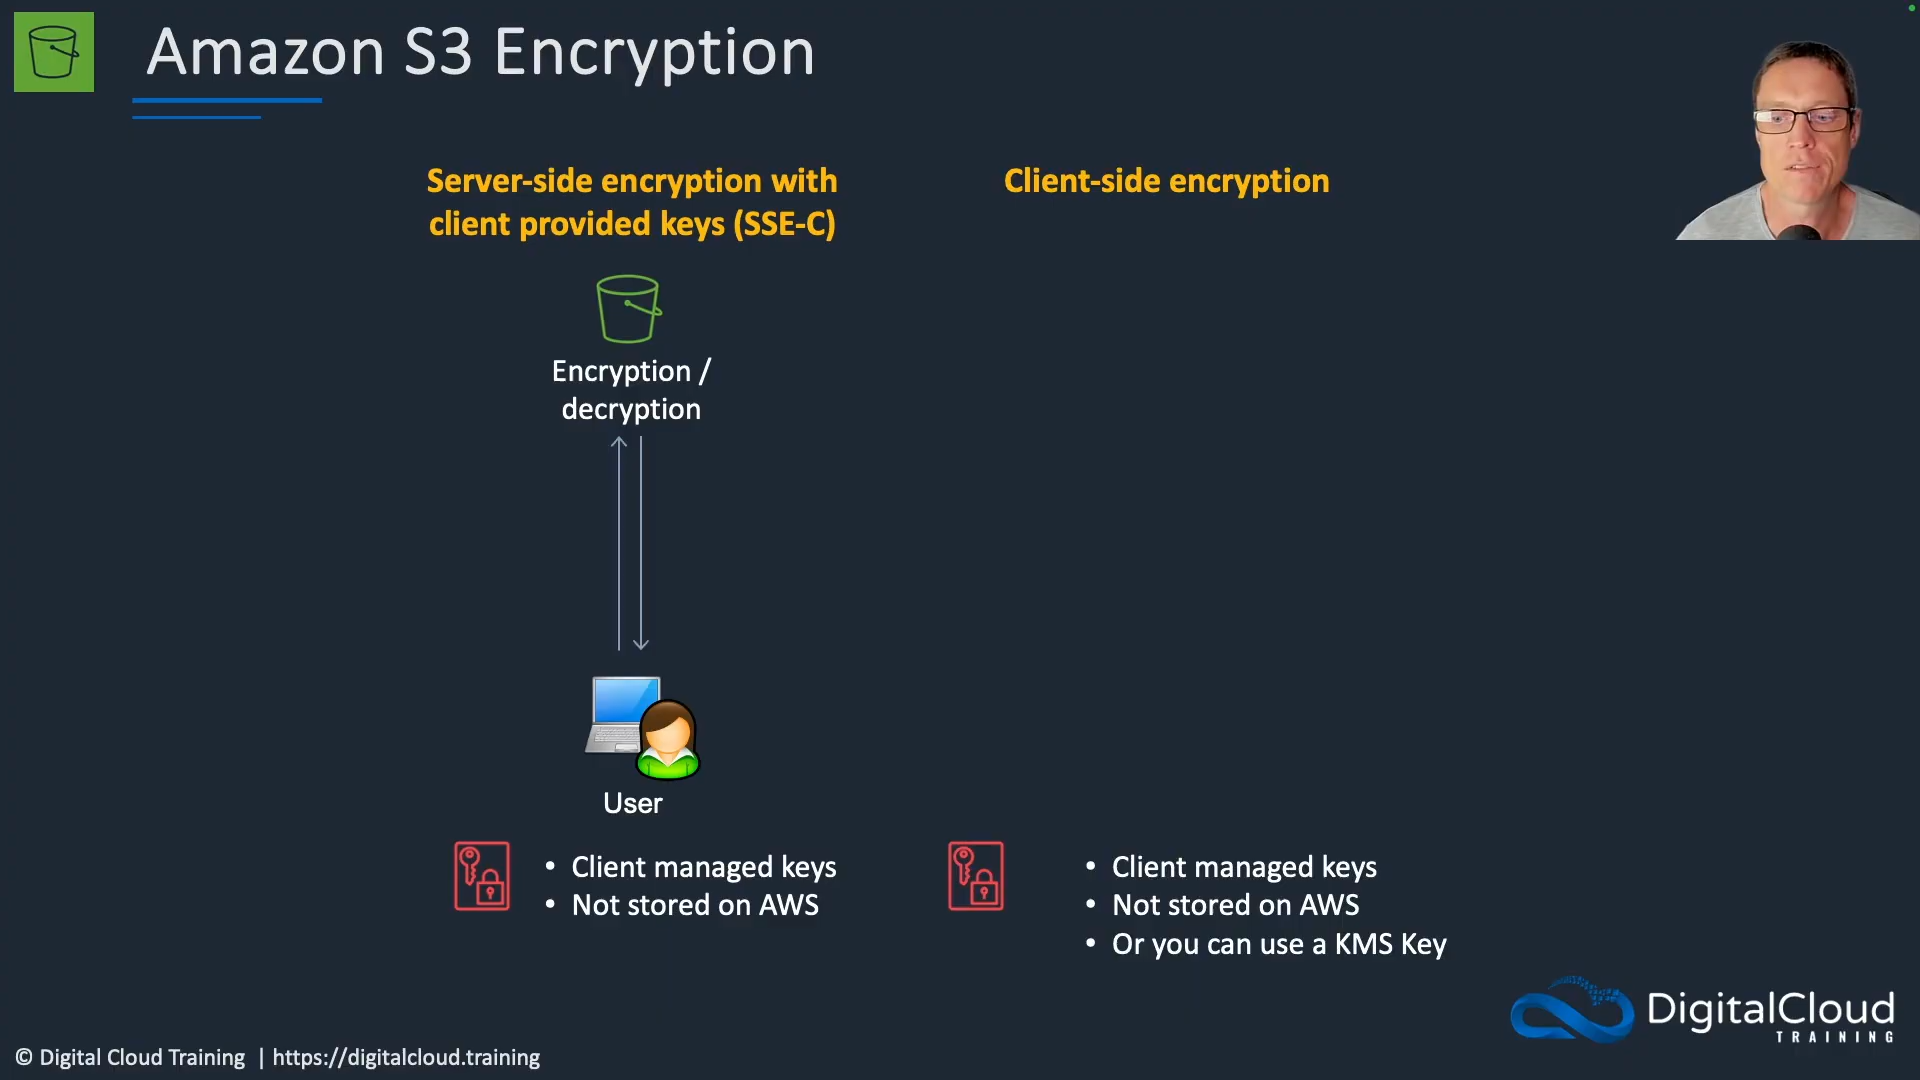 Amazon S3 Encryption
Server-side encryption with
client provided keys (SSE-C)
Client-side encryption
Encryption /
decryption
User
• Client managed keys
• Not stored on AWS
• Client managed keys
• Not stored on AWS
• Or you can use a KMS Key
DigitalCloud
TRAINING
© Digital Cloud Training | https://digitalcloud.training